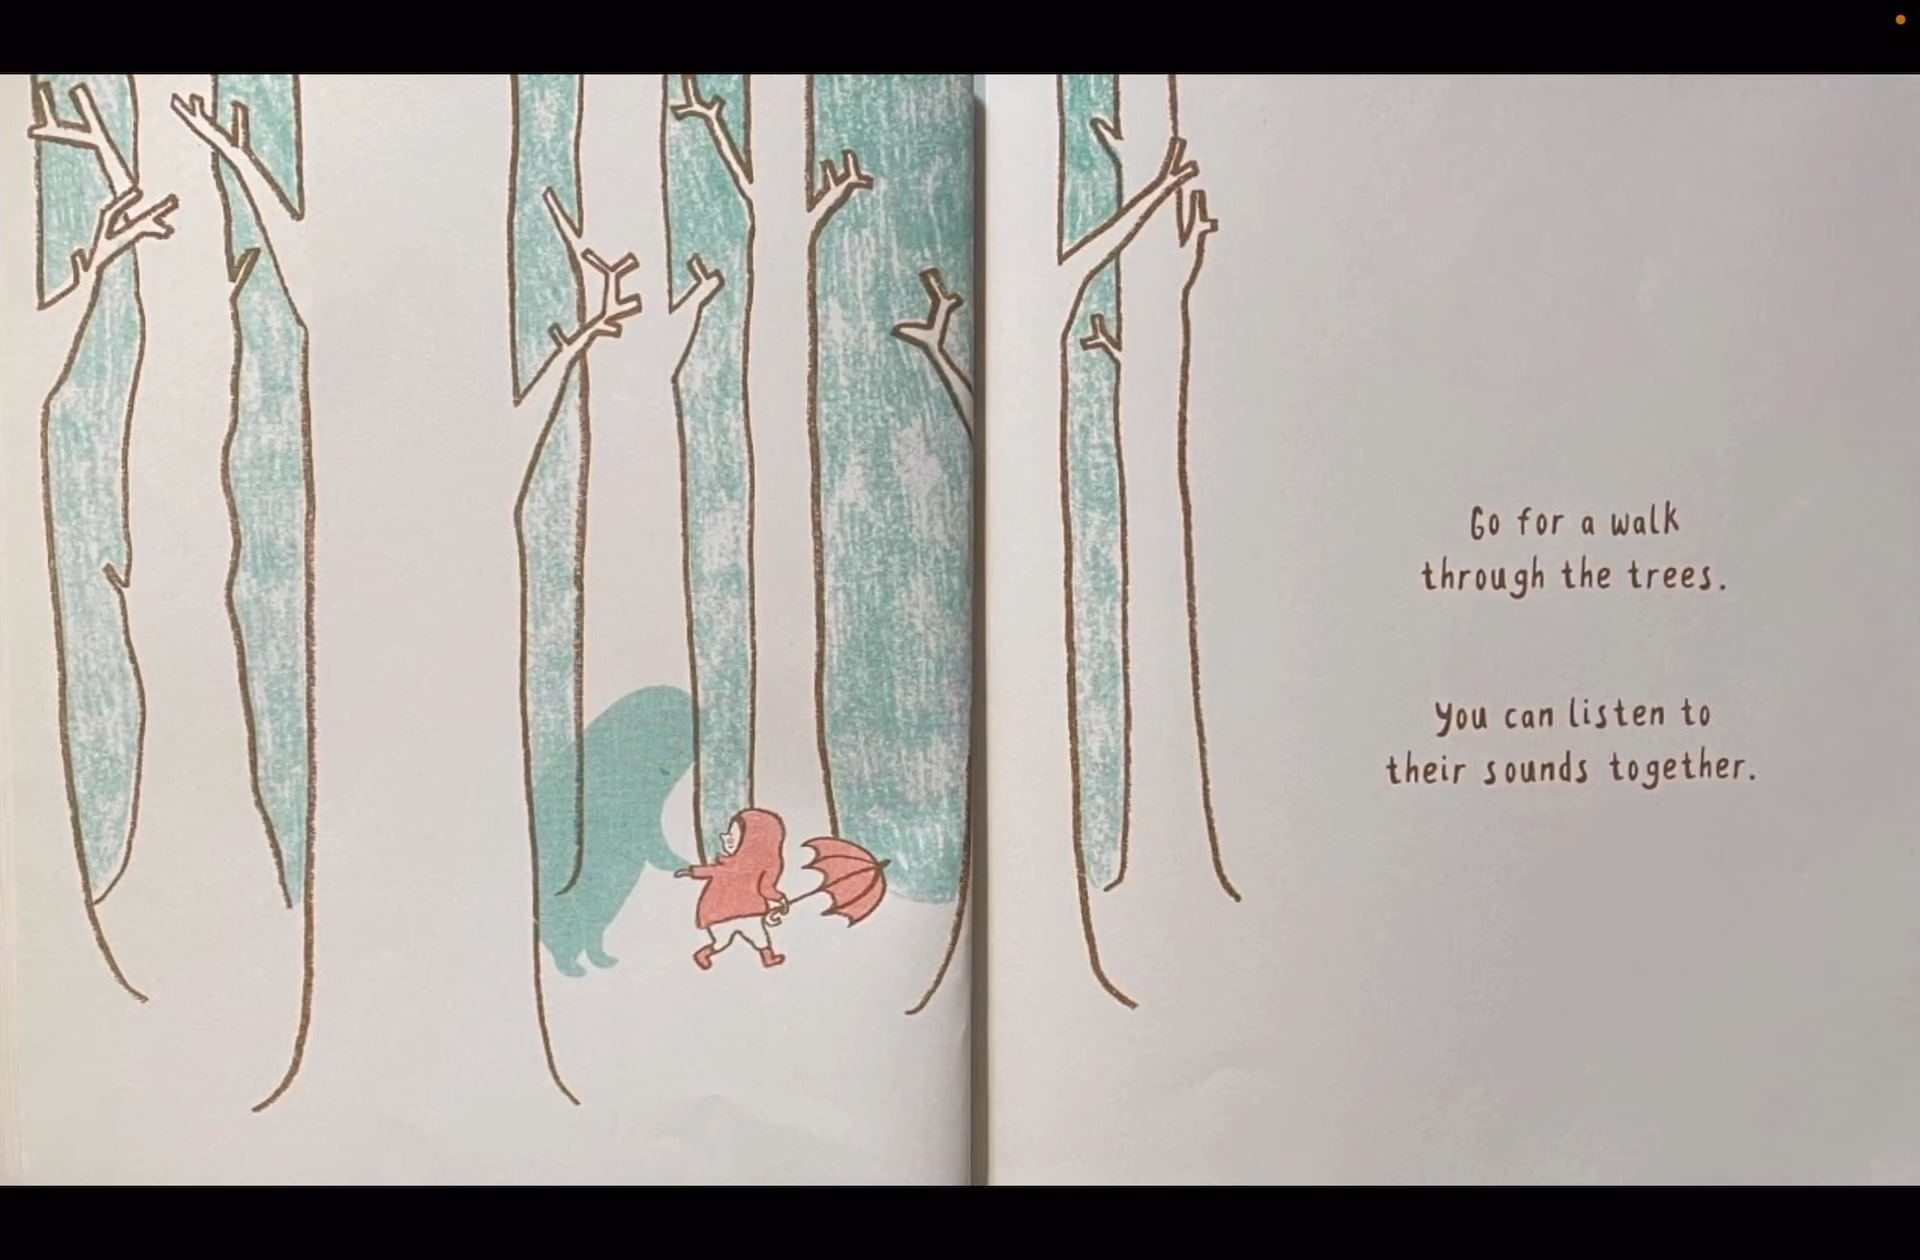 Go for a walk
through the trees.
You can listen to
their sounds together.